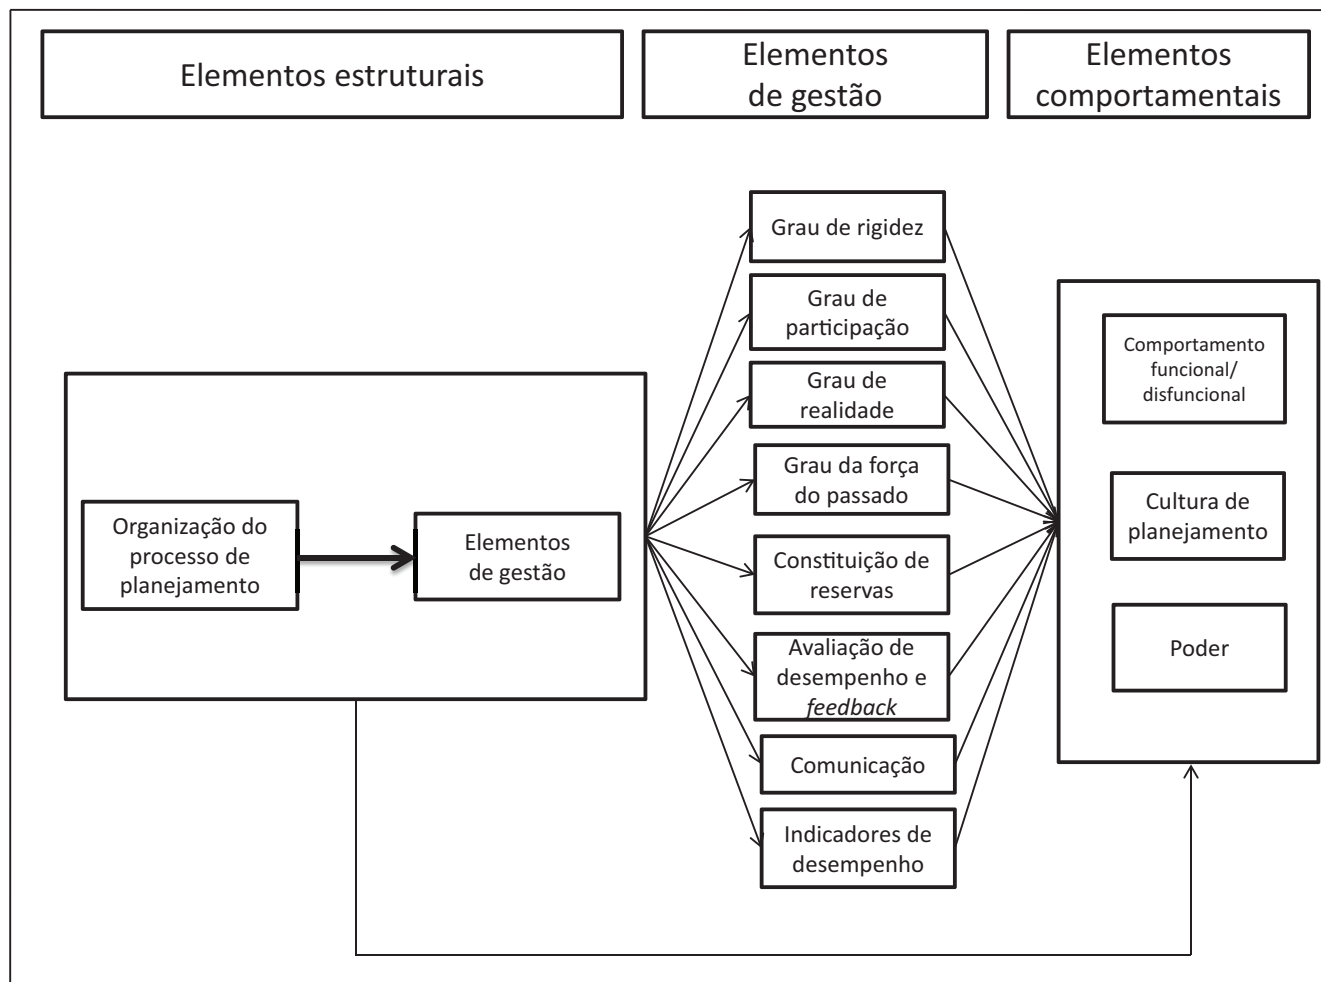 Elementos estruturais
Elementos
de gestão
Elementos
comportamentais
Organização do
processo de
planejamento
Elementos
de gestão
Grau de rigidez
Grau de
participação
Grau de
realidade
Grau da força
do passado
Constituição de
reservas
Avaliação de
desempenho e
feedback
Comunicação
Indicadores de
desempenho
Comportamento
funcional/
disfuncional
Cultura de
planejamento
Poder